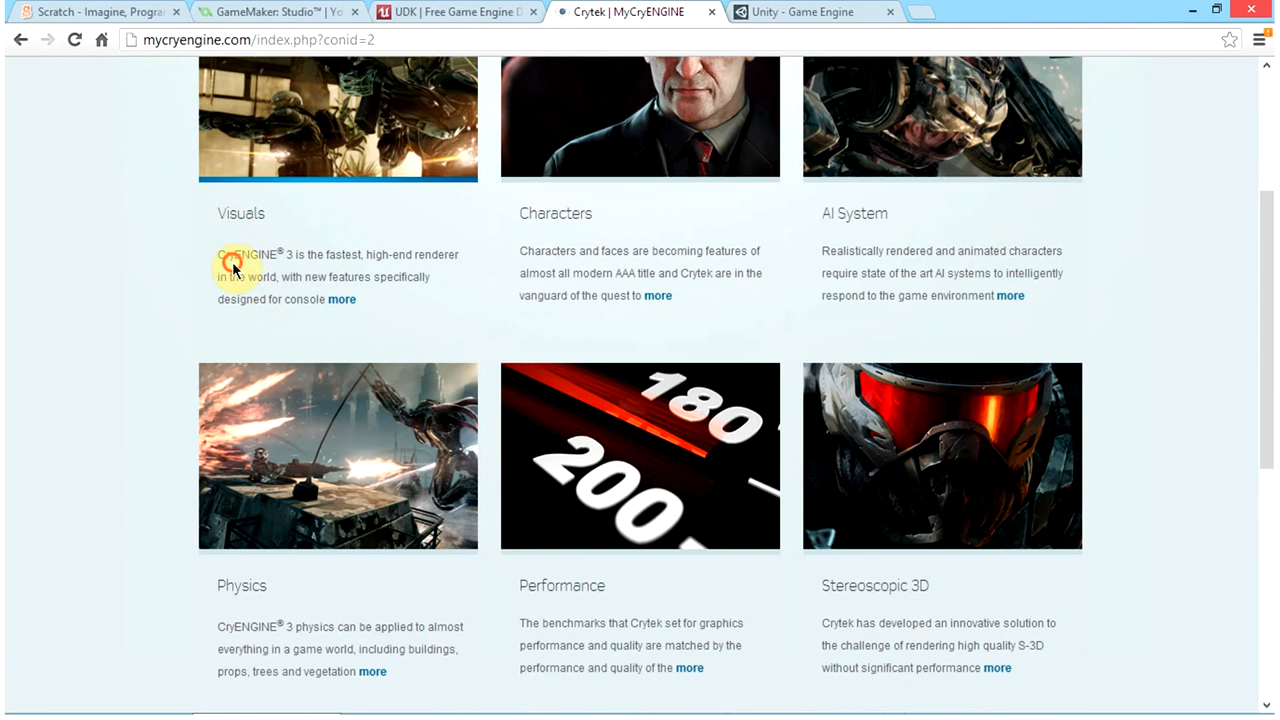 Scratch - Imagine, Progra
GameMaker: Studio™ | Yo
UDK | Free Game Engine D
Crytek | MyCryENGINE
Unity - Game Engine
mycryengine.com/index.php?conid=2
Visuals
CryENGINE® 3 is the fastest, high-end renderer
in the world, with new features specifically
designed for console more
Characters
Characters and faces are becoming features of
almost all modern AAA title and Crytek are in the
vanguard of the quest to more
AI System
Realistically rendered and animated characters
require state of the art AI systems to intelligently
respond to the game environment more
180
200
Physics
CryENGINE® 3 physics can be applied to almost
everything in a game world, including buildings,
props, trees and vegetation more
Performance
The benchmarks that Crytek set for graphics
performance and quality are matched by the
performance and quality of the more
Stereoscopic 3D
Crytek has developed an innovative solution to
the challenge of rendering high quality S-3D
without significant performance more